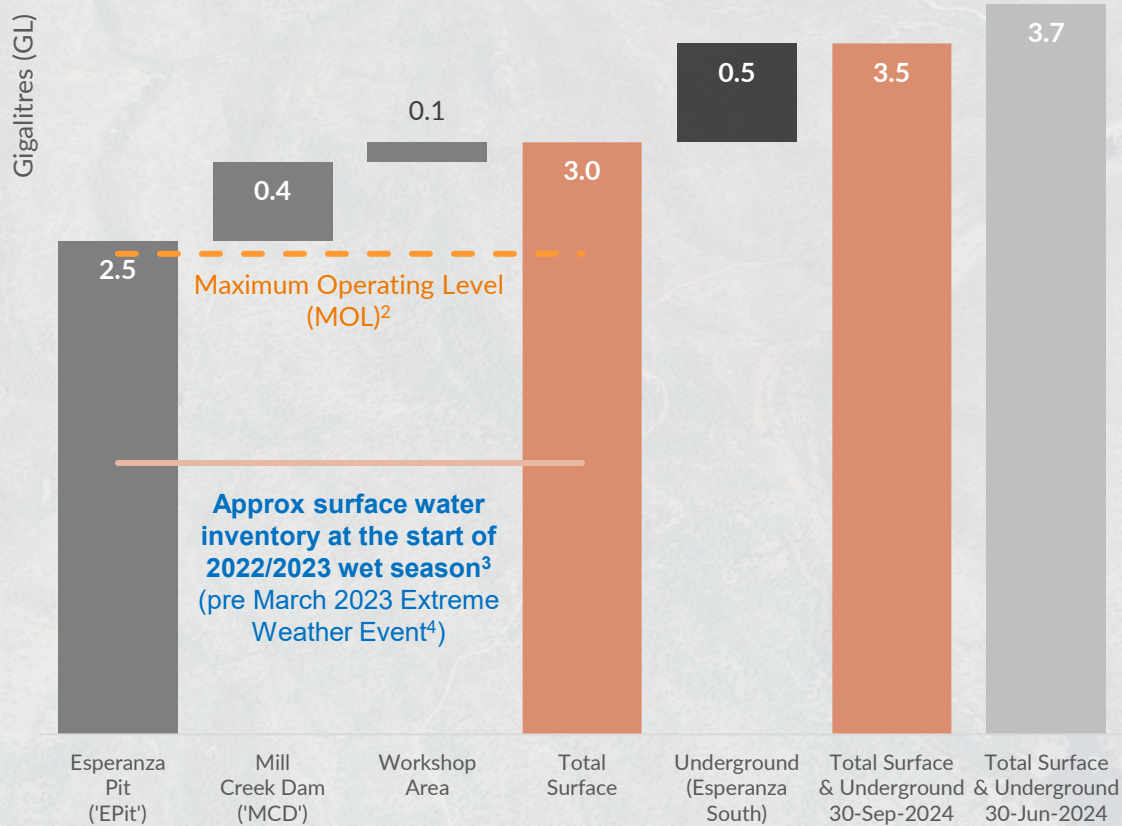 Gigalitres (GL)
2.5
0.4
0.1
3.0
0.5
3.5
3.7
Maximum Operating Level
(MOL)2
Approx surface water
inventory at the start of
2022/2023 wet season3
(pre March 2023 Extreme
Weather Event4)
Esperanza
Pit
('EPit')
Mill
Creek Dam
('MCD')
Workshop
Area
Total
Surface
Underground
(Esperanza
South)
Total Surface
& Underground
30-Sep-2024
Total Surface
& Underground
30-Jun-2024